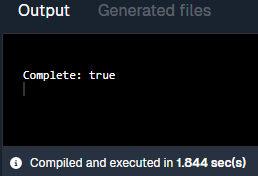 Output Generated files
Complete: true
Compiled and executed in 1.844 sec(s)